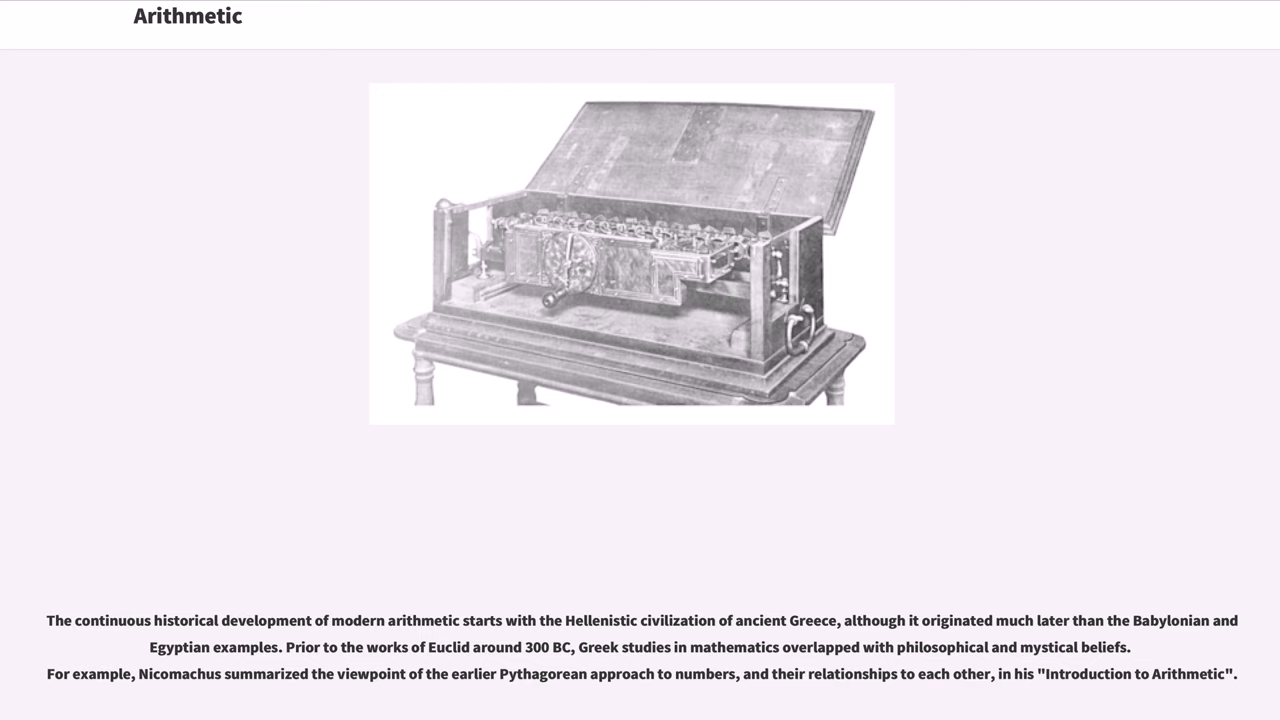 Arithmetic
The continuous historical development of modern arithmetic starts with the Hellenistic civilization of ancient Greece, although it originated much later than the Babylonian and
Egyptian examples. Prior to the works of Euclid around 300 BC, Greek studies in mathematics overlapped with philosophical and mystical beliefs.
For example, Nicomachus summarized the viewpoint of the earlier Pythagorean approach to numbers, and their relationships to each other, in his "Introduction to Arithmetic".